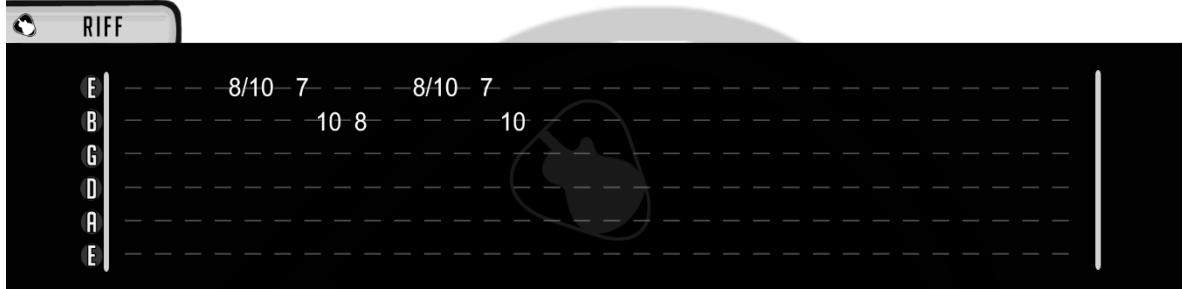 RIFF
E - - - - 8/10 - 7 - - - - 8/10 - 7 - - - - - - - - - - - - - - - -
B - - - - - - - 10 8 - - - - - - 10 - - - - - - - - - - - - - -
G - - - - - - - - - - - - - - - - - - - - - - - - - - - - - - - -
D - - - - - - - - - - - - - - - - - - - - - - - - - - - - - - - -
A - - - - - - - - - - - - - - - - - - - - - - - - - - - - - - - -
E - - - - - - - - - - - - - - - - - - - - - - - - - - - - - - - -